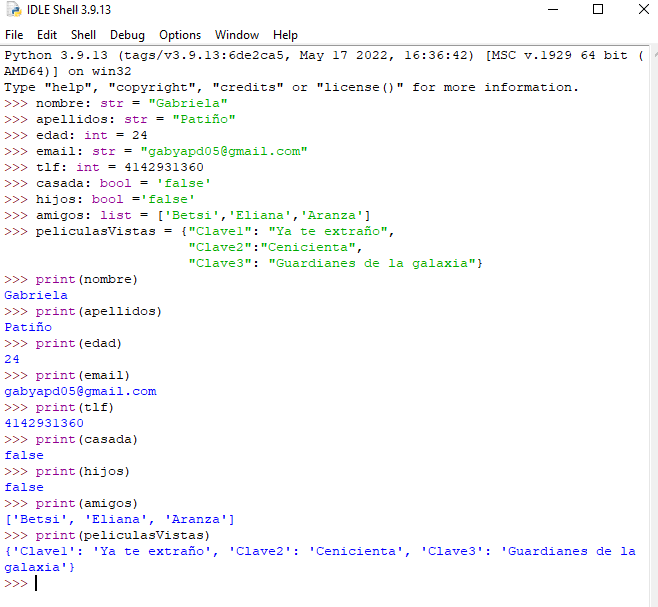 IDLE Shell 3.9.13
File Edit Shell Debug Options Window Help
Python 3.9.13 (tags/v3.9.13:6de2ca5, May 17 2022, 16:36:42) [MSC v.1929 64 bit (
AMD64)] on win32
Type "help", "copyright", "credits" or "license()" for more information.
>>> nombre: str = "Gabriela"
>>> apellidos: str = "Patiño"
>>> edad: int = 24
>>> email: str = "gabyapd05@gmail.com"
>>> tlf: int = 4142931360
>>> casada: bool = 'false'
>>> hijos: bool ='false'
>>> amigos: list = ['Betsi','Eliana','Aranza']
>>> peliculasVistas = {"Clave1": "Ya te extraño",
"Clave2":"Cenicienta",
"Clave3": "Guardianes de la galaxia"}
>>> print(nombre)
Gabriela
>>> print(apellidos)
Patiño
>>> print(edad)
24
>>> print(email)
gabyapd05@gmail.com
>>> print(tlf)
4142931360
>>> print(casada)
false
>>> print(hijos)
false
>>> print(amigos)
['Betsi', 'Eliana', 'Aranza']
>>> print(peliculasVistas)
{'Clave1': 'Ya te extraño', 'Clave2': 'Cenicienta', 'Clave3': 'Guardianes de la
galaxia'}
>>>